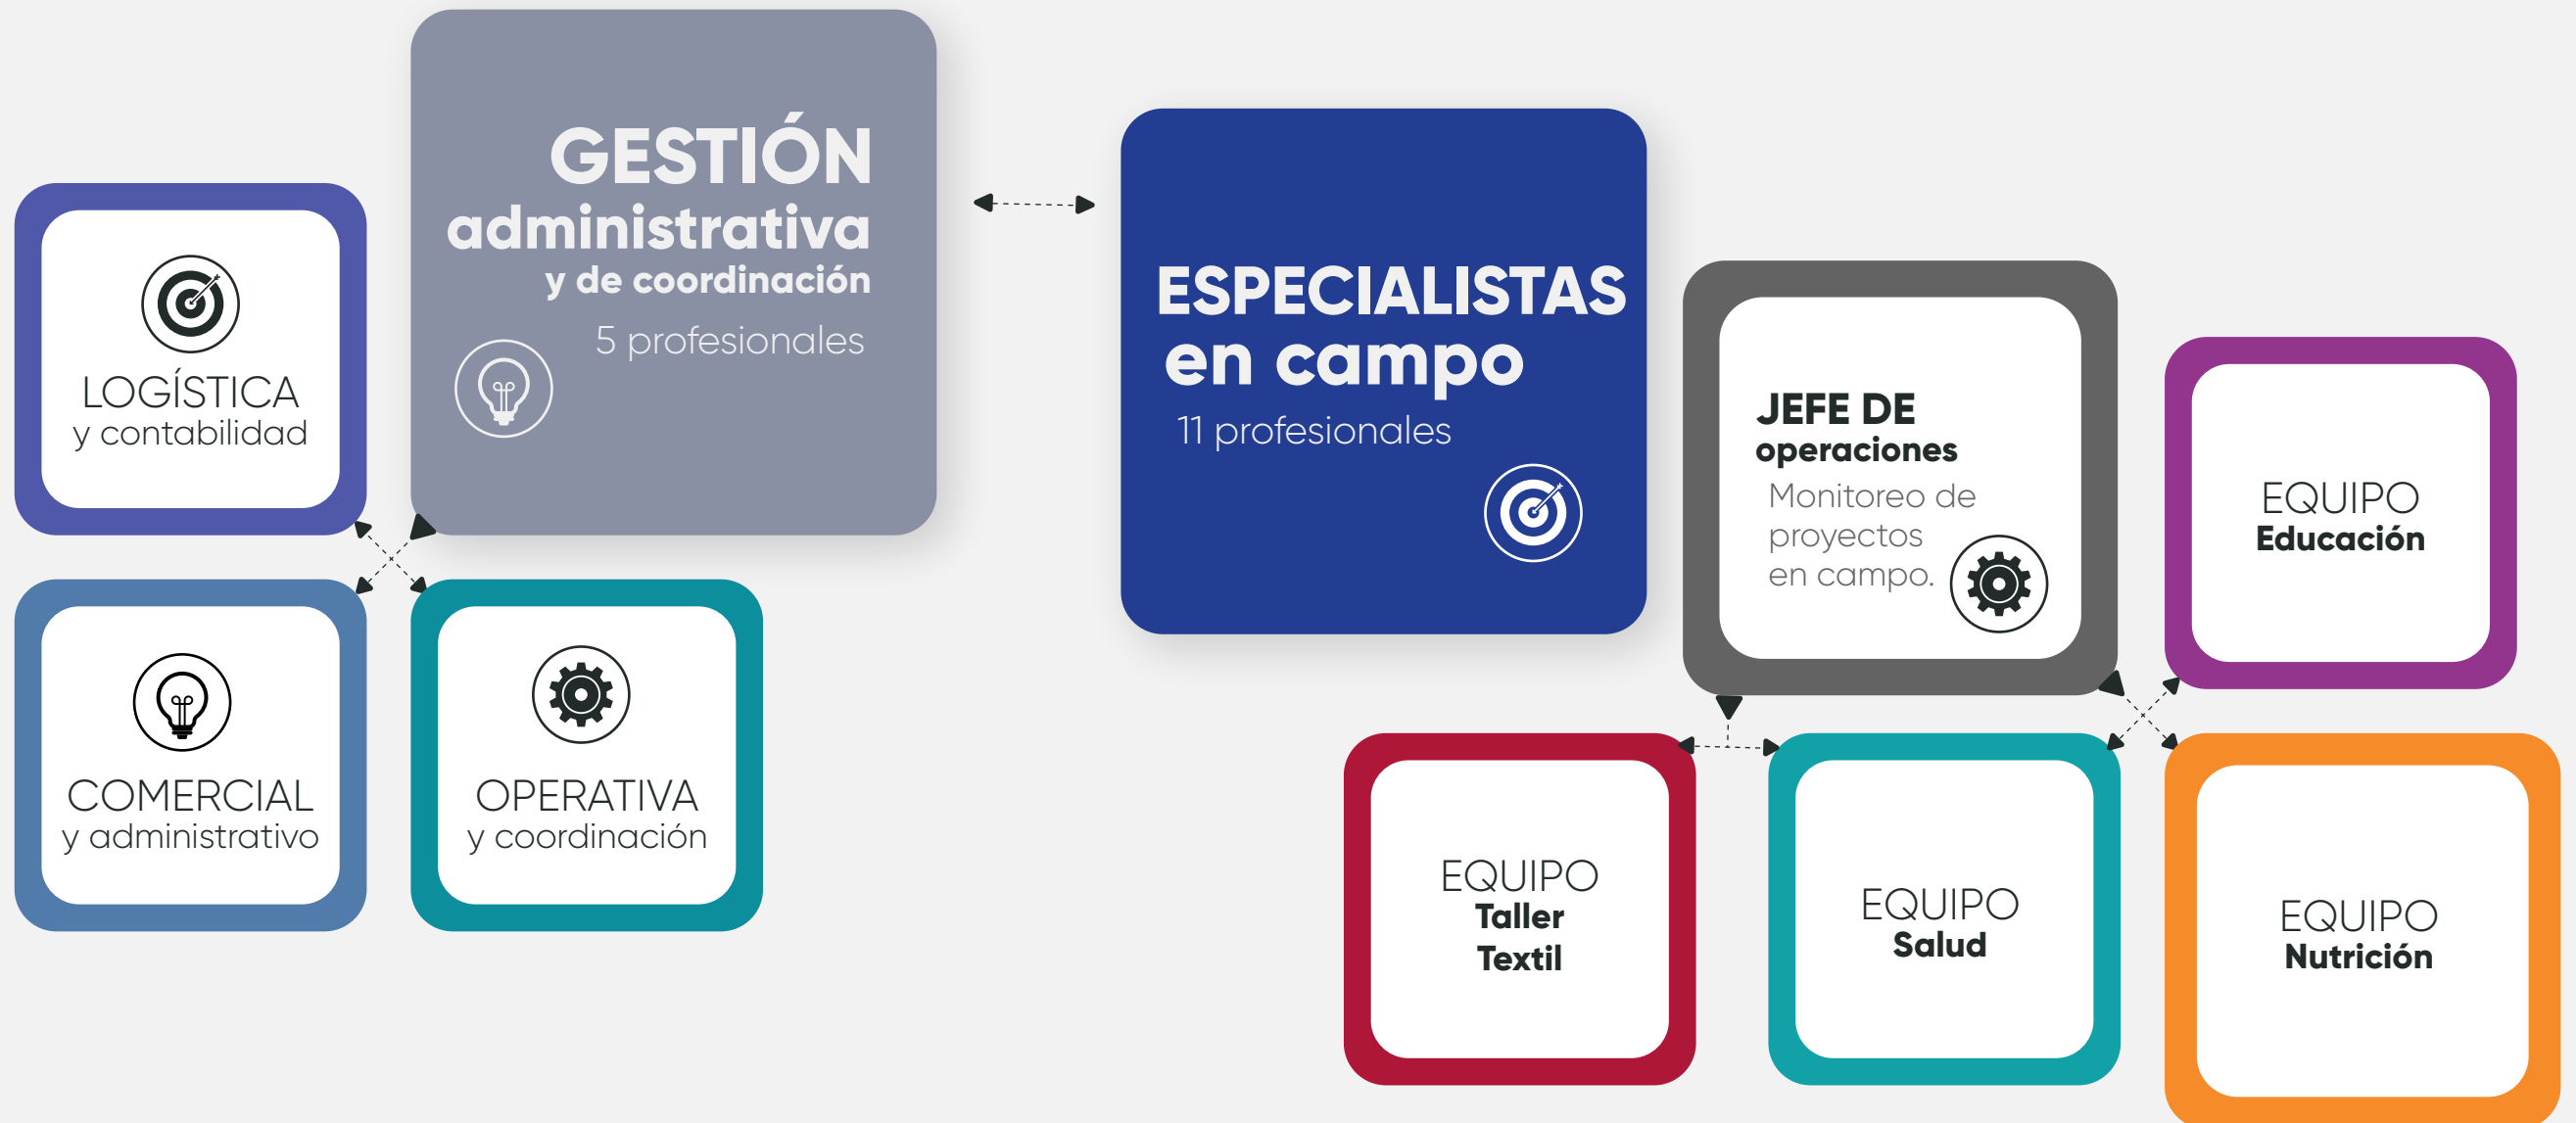 GESTIÓN
administrativa
y de coordinación
5 profesionales
LOGÍSTICA
y contabilidad
COMERCIAL
y administrativo
OPERATIVA
y coordinación
ESPECIALISTAS
en campo
11 profesionales
JEFE DE
operaciones
Monitoreo de
proyectos
en campo.
EQUIPO
Educación
EQUIPO
Taller
Textil
EQUIPO
Salud
EQUIPO
Nutrición